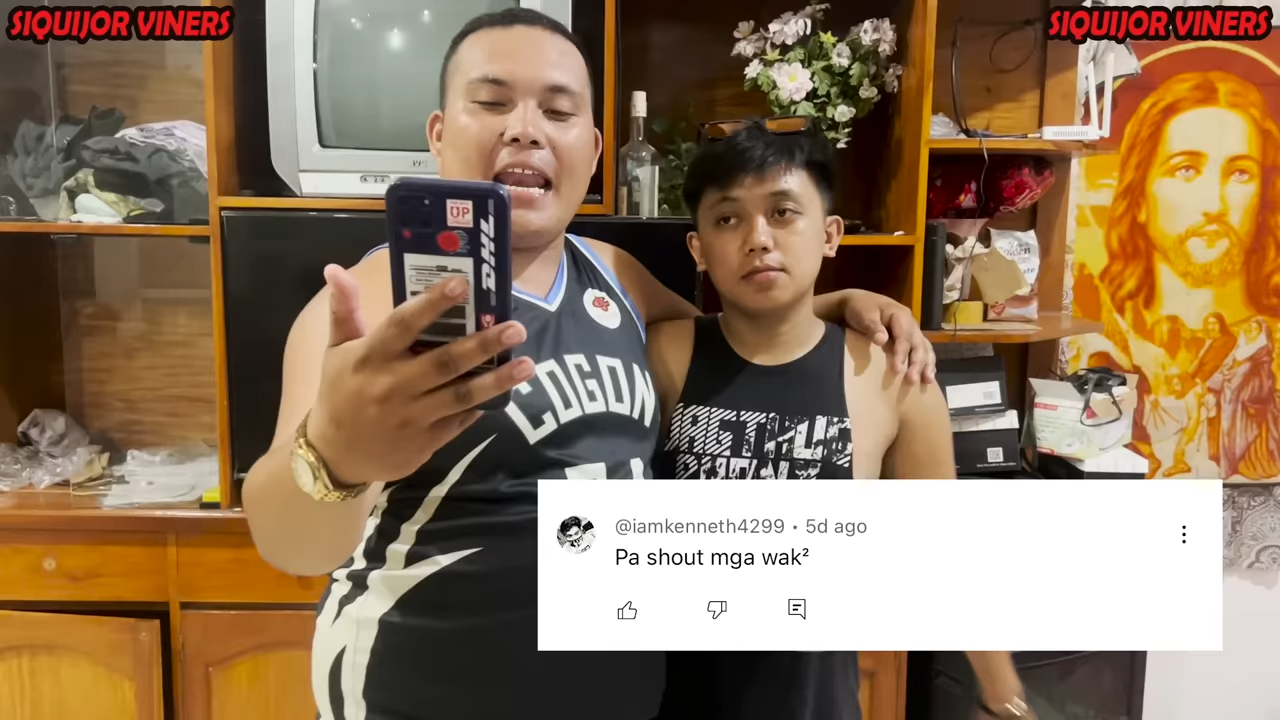 SIQUIJOR VINERS
SIQUIJOR VINERS
UP
DHL
COGON
@iamkenneth4299 • 5d ago
Pa shout mga wak²